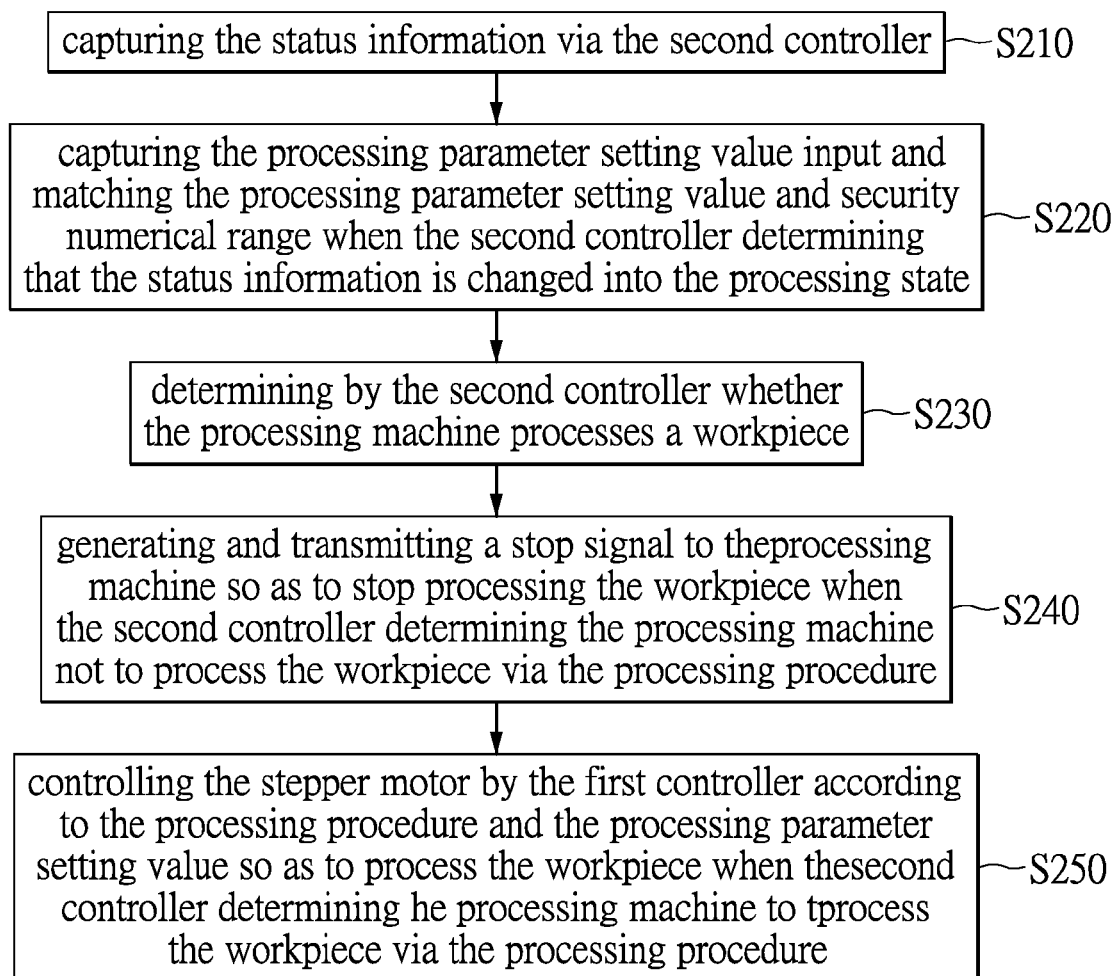 capturing the status information via the second controller
S210
capturing the processing parameter setting value input and
matching the processing parameter setting value and security
numerical range when the second controller determining
that the status information is changed into the processing state
S220
determining by the second controller whether
the processing machine processes a workpiece
S230
generating and transmitting a stop signal to theprocessing
machine so as to stop processing the workpiece when
the second controller determining the processing machine
not to process the workpiece via the processing procedure
S240
controlling the stepper motor by the first controller according
to the processing procedure and the processing parameter
setting value so as to process the workpiece when thesecond
controller determining he processing machine to tprocess
the workpiece via the processing procedure
S250